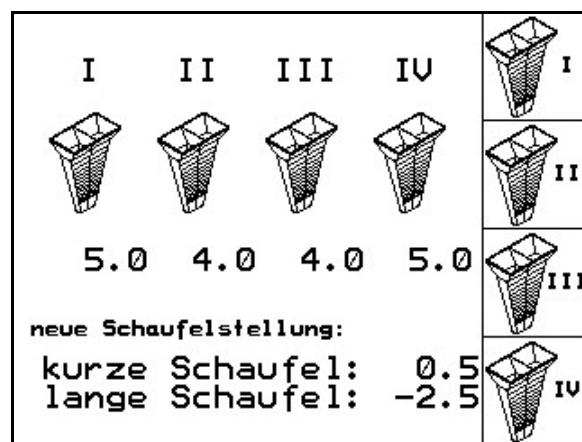 I II III IV
5.0 4.0 4.0 5.0
neue Schaufelstellung:
kurze Schaufel: 0.5
lange Schaufel: -2.5
I
II
III
IV